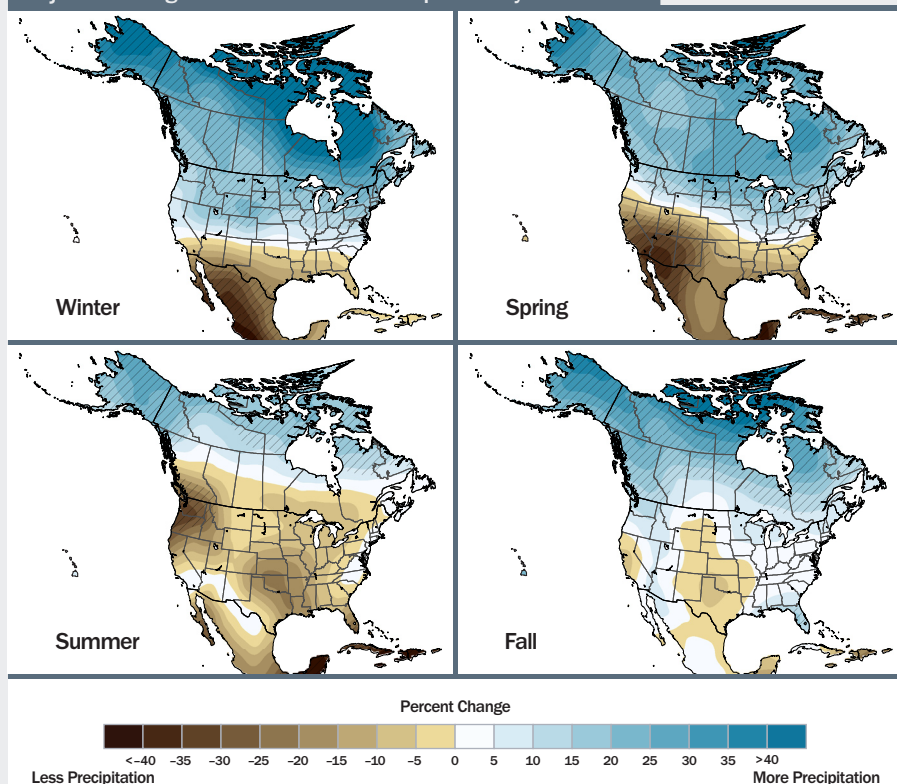 Winter
Spring
Summer
Fall
Percent Change
<-40 -35 -30 -25 -20 -15 -10 -5 0 5 10 15 20 25 30 35 >40
Less Precipitation
More Precipitation